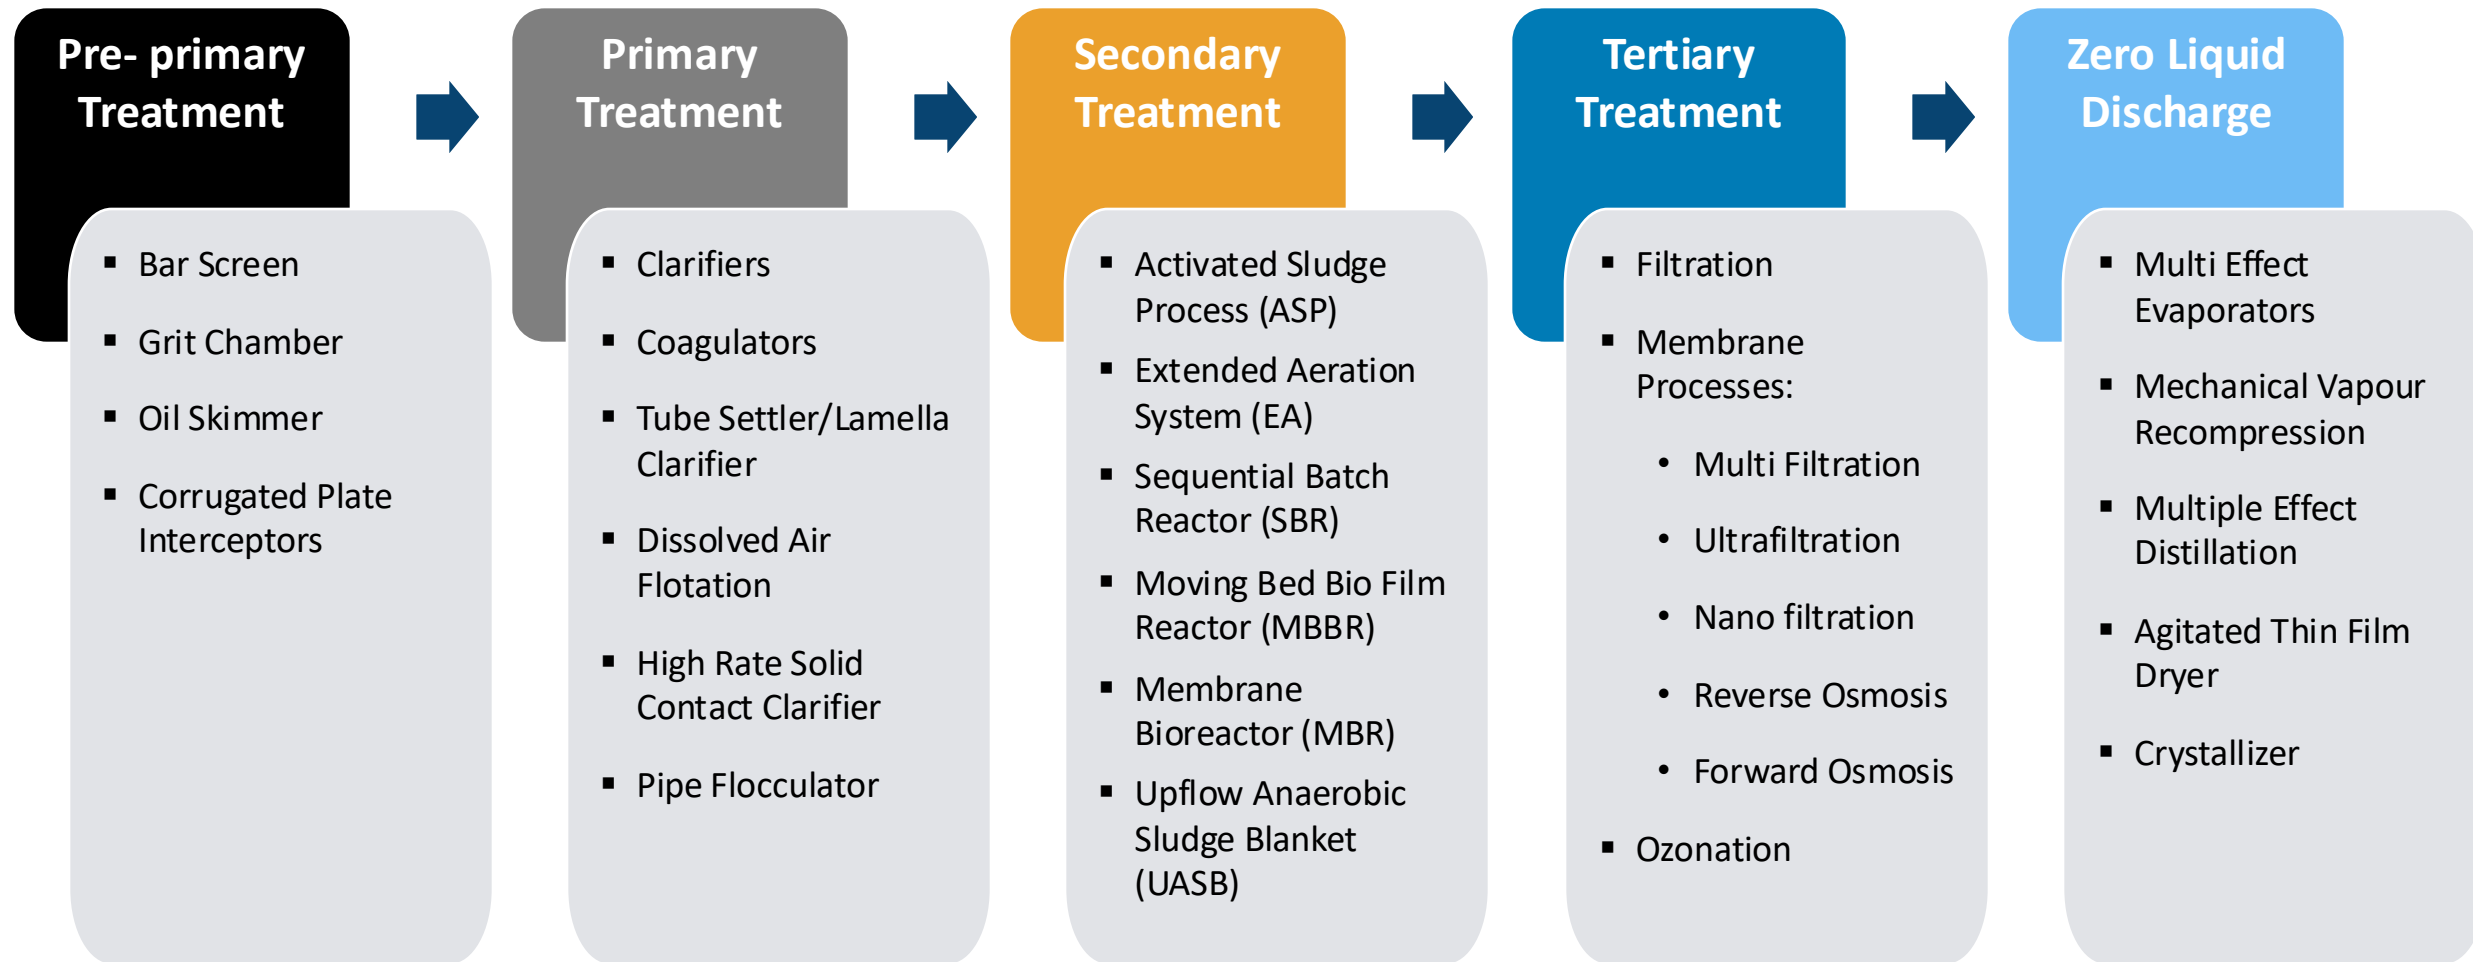 Pre- primary
Treatment
▪ Bar Screen
▪ Grit Chamber
▪ Oil Skimmer
▪ Corrugated Plate
Interceptors
Primary
Treatment
▪ Clarifiers
▪ Coagulators
▪ Tube Settler/Lamella
Clarifier
▪ Dissolved Air
Flotation
▪ High Rate Solid
Contact Clarifier
▪ Pipe Flocculator
Secondary
Treatment
▪ Activated Sludge
Process (ASP)
▪ Extended Aeration
System (EA)
▪ Sequential Batch
Reactor (SBR)
▪ Moving Bed Bio Film
Reactor (MBBR)
▪ Membrane
Bioreactor (MBR)
▪ Upflow Anaerobic
Sludge Blanket
(UASB)
Tertiary
Treatment
▪ Filtration
▪ Membrane
Processes:
• Multi Filtration
• Ultrafiltration
• Nano filtration
• Reverse Osmosis
• Forward Osmosis
▪ Ozonation
Zero Liquid
Discharge
▪ Multi Effect
Evaporators
▪ Mechanical Vapour
Recompression
▪ Multiple Effect
Distillation
▪ Agitated Thin Film
Dryer
▪ Crystallizer